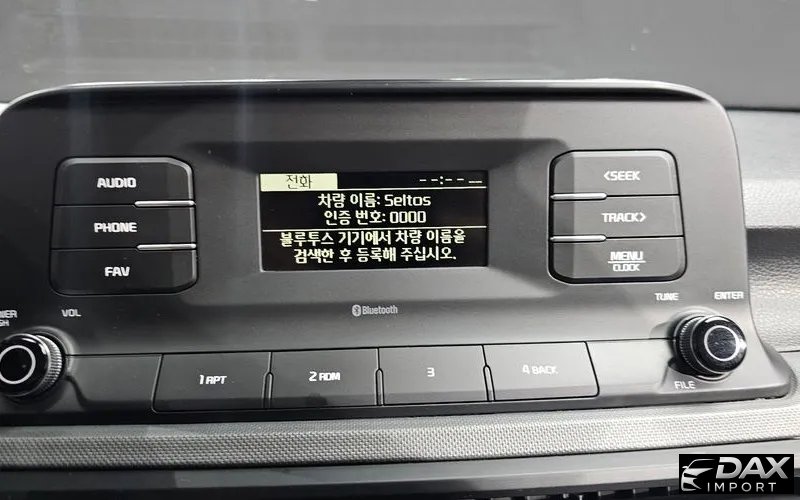 전화 --:-- __
차량 이름: Seltos
인증 번호: 0000
블루투스 기기에서 차량 이름을
검색한 후 등록해 주십시오.
AUDIO
PHONE
FAV
<SEEK
TRACK>
MENU
CLOCK
Bluetooth
VOL
TUNE
ENTER
1 RPT
2 RDM
3
4 BACK
FILE
DAX
IMPORT